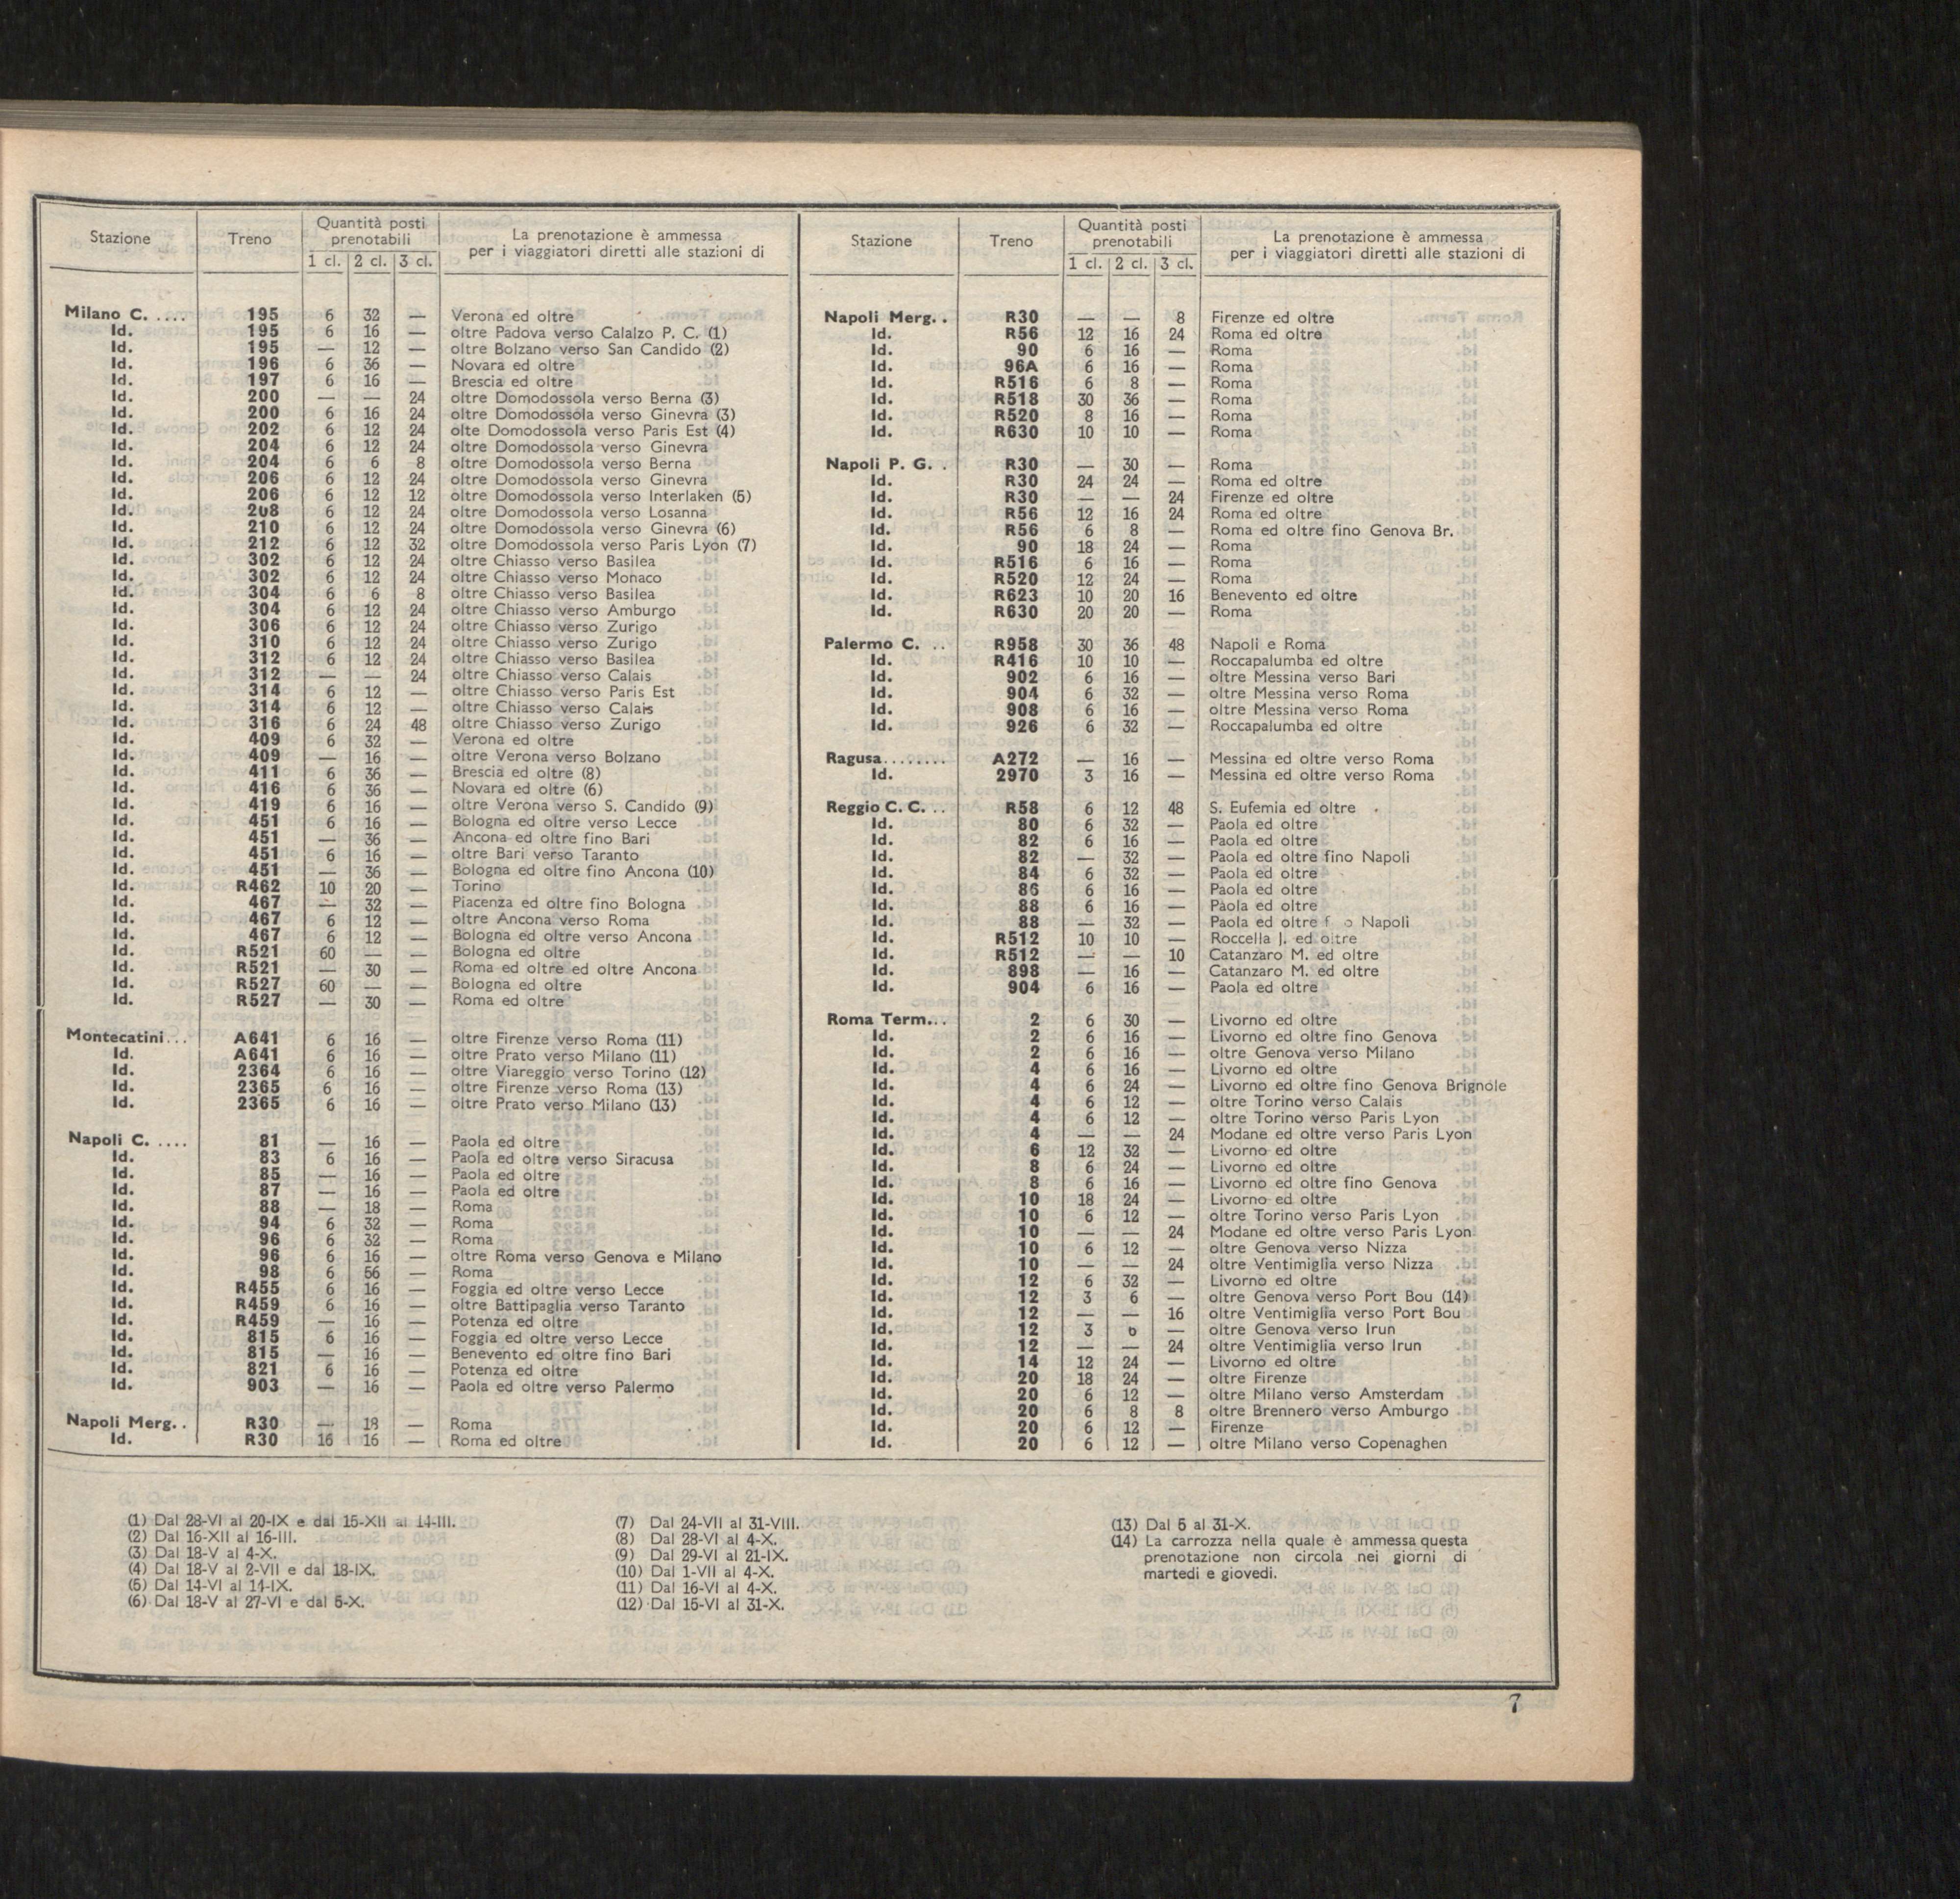 Stazione Treno Quantità posti prenotabili La prenotazione è ammessa per i viaggiatori diretti alle stazioni di
1 cl. 2 cl. 3 cl.
Milano C. .... 195 6 32 — Verona ed oltre
Id. 195 6 16 — oltre Padova verso Calalzo P. C. (1)
Id. 195 — 12 — oltre Bolzano verso San Candido (2)
Id. 196 6 36 — Novara ed oltre
Id. 197 6 16 — Brescia ed oltre
Id. 200 — — 24 oltre Domodossola verso Berna (3)
Id. 200 6 16 24 oltre Domodossola verso Ginevra (3)
Id. 202 6 12 24 olte Domodossola verso Paris Est (4)
Id. 204 6 12 24 oltre Domodossola verso Ginevra
Id. 204 6 6 8 oltre Domodossola verso Berna
Id. 206 6 12 24 oltre Domodossola verso Ginevra
Id. 206 6 12 12 oltre Domodossola verso Interlaken (5)
Id. 208 6 12 24 oltre Domodossola verso Losanna
Id. 210 6 12 24 oltre Domodossola verso Ginevra (6)
Id. 212 6 12 32 oltre Domodossola verso Paris Lyon (7)
Id. 302 6 12 24 oltre Chiasso verso Basilea
Id. 302 6 12 24 oltre Chiasso verso Monaco
Id. 304 6 6 8 oltre Chiasso verso Basilea
Id. 304 6 12 24 oltre Chiasso verso Amburgo
Id. 306 6 12 24 oltre Chiasso verso Zurigo
Id. 310 6 12 24 oltre Chiasso verso Zurigo
Id. 312 6 12 24 oltre Chiasso verso Basilea
Id. 312 — — 24 oltre Chiasso verso Calais
Id. 314 6 12 — oltre Chiasso verso Paris Est
Id. 314 6 12 — oltre Chiasso verso Calais
Id. 316 6 24 48 oltre Chiasso verso Zurigo
Id. 409 6 32 — Verona ed oltre
Id. 409 — 16 — oltre Verona verso Bolzano
Id. 411 6 36 — Brescia ed oltre (8)
Id. 416 6 36 — Novara ed oltre (6)
Id. 419 6 16 — oltre Verona verso S. Candido (9)
Id. 451 6 16 — Bologna ed oltre verso Lecce
Id. 451 — 36 — Ancona ed oltre fino Bari
Id. 451 6 16 — oltre Bari verso Taranto
Id. 451 — 36 — Bologna ed oltre fino Ancona (10)
Id. R462 10 20 — Torino
Id. 467 — 32 — Piacenza ed oltre fino Bologna
Id. 467 6 12 — oltre Ancona verso Roma
Id. 467 6 12 — Bologna ed oltre verso Ancona
Id. R521 60 — — Bologna ed oltre
Id. R521 — 30 — Roma ed oltre ed oltre Ancona
Id. R527 60 — — Bologna ed oltre
Id. R527 — 30 — Roma ed oltre
Montecatini... A641 6 16 — oltre Firenze verso Roma (11)
Id. A641 6 16 — oltre Prato verso Milano (11)
Id. 2364 6 16 — oltre Viareggio verso Torino (12)
Id. 2365 6 16 — oltre Firenze verso Roma (13)
Id. 2365 6 16 — oltre Prato verso Milano (13)
Napoli C. .... 81 — 16 — Paola ed oltre
Id. 83 6 16 — Paola ed oltre verso Siracusa
Id. 85 — 16 — Paola ed oltre
Id. 87 — 16 — Paola ed oltre
Id. 88 — 18 — Roma
Id. 94 6 32 — Roma
Id. 96 6 32 — Roma
Id. 96 6 16 — oltre Roma verso Genova e Milano
Id. 98 6 56 — Roma
Id. R455 6 16 — Foggia ed oltre verso Lecce
Id. R459 6 16 — oltre Battipaglia verso Taranto
Id. R459 — 16 — Potenza ed oltre
Id. 815 6 16 — Foggia ed oltre verso Lecce
Id. 815 — 16 — Benevento ed oltre fino Bari
Id. 821 6 16 — Potenza ed oltre
Id. 903 — 16 — Paola ed oltre verso Palermo
Napoli Merg. . R30 — 18 — Roma
Id. R30 16 16 — Roma ed oltre
Stazione Treno Quantità posti prenotabili La prenotazione è ammessa per i viaggiatori diretti alle stazioni di
1 cl. 2 cl. 3 cl.
Napoli Merg. . R30 — — 8 Firenze ed oltre
Id. R56 12 16 24 Roma ed oltre
Id. 90 6 16 — Roma
Id. 96A 6 16 — Roma
Id. R516 6 8 — Roma
Id. R518 30 36 — Roma
Id. R520 8 16 — Roma
Id. R630 10 10 — Roma
Napoli P. G. . R30 — 30 — Roma
Id. R30 24 24 — Roma ed oltre
Id. R30 — — 24 Firenze ed oltre
Id. R56 12 16 24 Roma ed oltre
Id. R56 6 8 — Roma ed oltre fino Genova Br.
Id. 90 18 24 — Roma
Id. R516 6 16 — Roma
Id. R520 12 24 — Roma
Id. R623 10 20 16 Benevento ed oltre
Id. R630 20 20 — Roma
Palermo C. .. R958 30 36 48 Napoli e Roma
Id. R416 10 10 — Roccapalumba ed oltre
Id. 902 6 16 — oltre Messina verso Bari
Id. 904 6 32 — oltre Messina verso Roma
Id. 908 6 16 — oltre Messina verso Roma
Id. 926 6 32 — Roccapalumba ed oltre
Ragusa........ A272 — 16 — Messina ed oltre verso Roma
Id. 2970 3 16 — Messina ed oltre verso Roma
Reggio C. C. .. R58 6 12 48 S. Eufemia ed oltre
Id. 80 6 32 — Paola ed oltre
Id. 82 6 16 — Paola ed oltre
Id. 82 — 32 — Paola ed oltre fino Napoli
Id. 84 6 32 — Paola ed oltre
Id. 86 6 16 — Paola ed oltre
Id. 88 6 16 — Paola ed oltre
Id. 88 — 32 — Paola ed oltre Napoli
Id. R512 10 10 — Roccella J. ed oltre
Id. R512 — — 10 Catanzaro M. ed oltre
Id. 898 — 16 — Catanzaro M. ed oltre
Id. 904 6 16 — Paola ed oltre
Roma Term... 2 6 30 — Livorno ed oltre
Id. 2 6 16 — Livorno ed oltre fino Genova
Id. 2 6 16 — oltre Genova verso Milano
Id. 4 6 16 — Livorno ed oltre
Id. 4 6 24 — Livorno ed oltre fino Genova Brignole
Id. 4 6 12 — oltre Torino verso Calais
Id. 4 6 12 — oltre Torino verso Paris Lyon
Id. 4 — — 24 Modane ed oltre verso Paris Lyon
Id. 6 12 32 — Livorno ed oltre
Id. 8 6 24 — Livorno ed oltre
Id. 8 6 16 — Livorno ed oltre fino Genova
Id. 10 18 24 — Livorno ed oltre
Id. 10 6 12 — oltre Torino verso Paris Lyon
Id. 10 — — 24 Modane ed oltre verso Paris Lyon
Id. 10 6 12 — oltre Genova verso Nizza
Id. 10 — — 24 oltre Ventimiglia verso Nizza
Id. 12 6 32 — Livorno ed oltre
Id. 12 3 6 — oltre Genova verso Port Bou (14)
Id. 12 — — 16 oltre Ventimiglia verso Port Bou
Id. 12 3 6 — oltre Genova verso Irun
Id. 12 — — 24 oltre Ventimiglia verso Irun
Id. 14 12 24 — Livorno ed oltre
Id. 20 18 24 — oltre Firenze
Id. 20 6 12 — oltre Milano verso Amsterdam
Id. 20 6 8 8 oltre Brennero verso Amburgo
Id. 20 6 12 — Firenze
Id. 20 6 12 — oltre Milano verso Copenaghen
(1) Dal 28-VI al 20-IX e dal 15-XII al 14-III.
(2) Dal 16-XII al 16-III.
(3) Dal 18-V al 4-X.
(4) Dal 18-V al 2-VII e dal 18-IX.
(5) Dal 14-VI al 14-IX.
(6) Dal 18-V al 27-VI e dal 5-X.
(7) Dal 24-VII al 31-VIII.
(8) Dal 28-VI al 4-X.
(9) Dal 29-VI al 21-IX.
(10) Dal 1-VII al 4-X.
(11) Dal 16-VI al 4-X.
(12) Dal 15-VI al 31-X.
(13) Dal 5 al 31-X.
(14) La carrozza nella quale è ammessa questa
prenotazione non circola nei giorni di
martedì e giovedì.
7